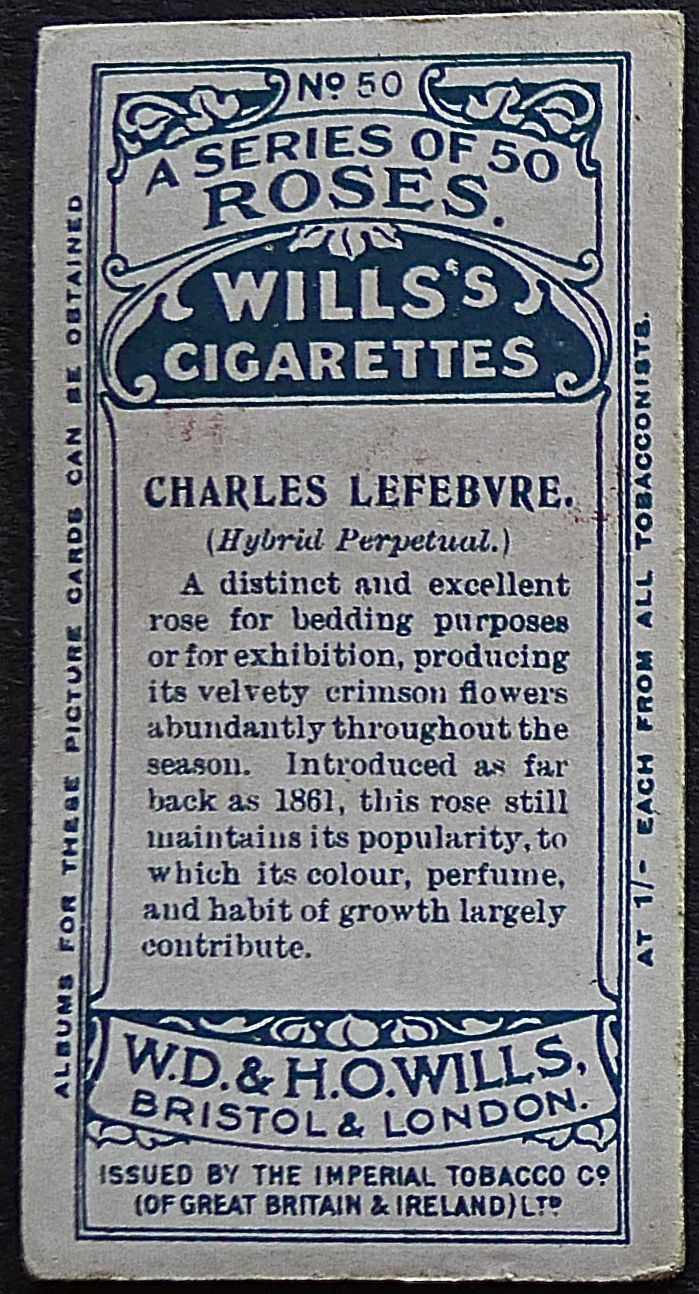 Nº 50
A SERIES OF 50
ROSES.
WILLS'S
CIGARETTES
CHARLES LEFEBVRE.
(Hybrid Perpetual.)
A distinct and excellent
rose for bedding purposes
or for exhibition, producing
its velvety crimson flowers
abundantly throughout the
season. Introduced as far
back as 1861, this rose still
maintains its popularity, to
which its colour, perfume,
and habit of growth largely
contribute.
W.D. & H.O. WILLS,
BRISTOL & LONDON.
ISSUED BY THE IMPERIAL TOBACCO Cº
(OF GREAT BRITAIN & IRELAND) LTD
ALBUMS FOR THESE PICTURE CARDS CAN BE OBTAINED
AT 1/- EACH FROM ALL TOBACCONISTS.